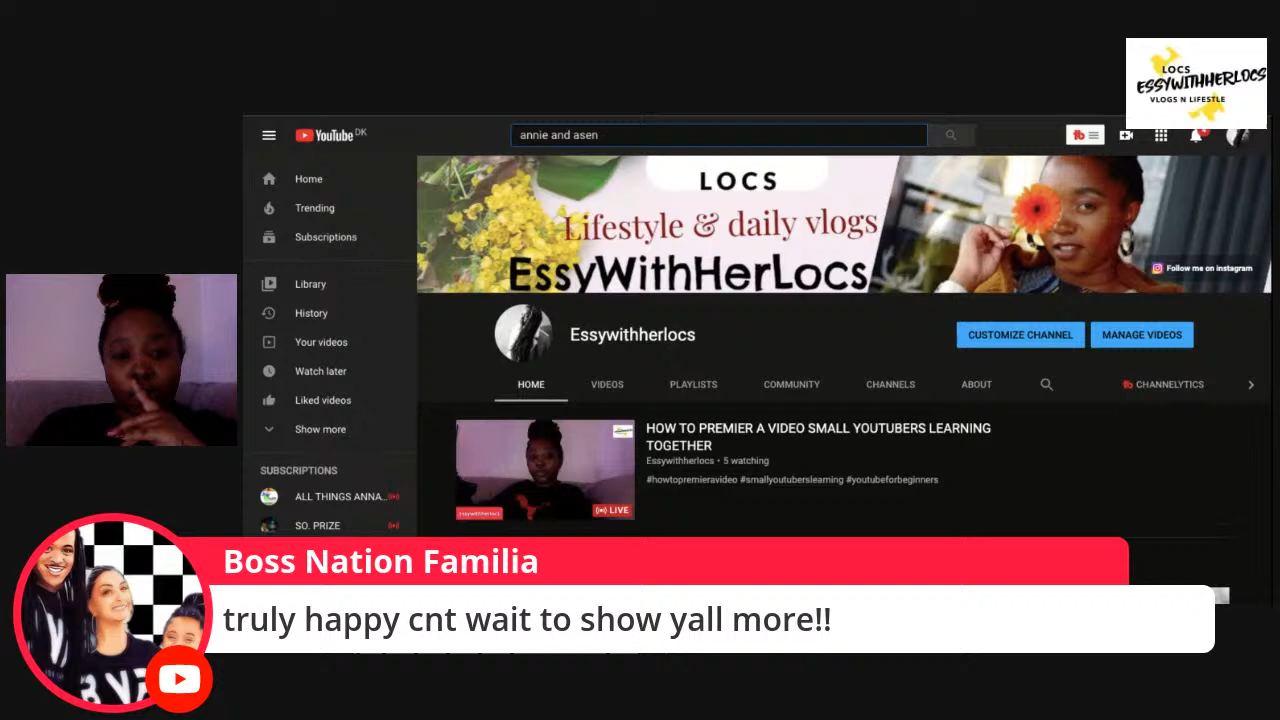 LOCS
ESSYWITHHERLOCS
VLOGS N LIFESTLE
YouTube DK
annie and asen
Home
Trending
Subscriptions
Library
History
Your videos
Watch later
Liked videos
Show more
SUBSCRIPTIONS
ALL THINGS ANNA...
SO. PRIZE
LOCS
Lifestyle & daily vlogs
EssyWithHerLocs
Follow me on instagram
Essywithherlocs
CUSTOMIZE CHANNEL
MANAGE VIDEOS
HOME
VIDEOS
PLAYLISTS
COMMUNITY
CHANNELS
ABOUT
CHANNELYTICS
HOW TO PREMIER A VIDEO SMALL YOUTUBERS LEARNING
TOGETHER
Essywithherlocs • 5 watching
#howtopremieravideo #smallyoutuberslearning #youtubeforbeginners
LIVE
Boss Nation Familia
truly happy cnt wait to show yall more!!